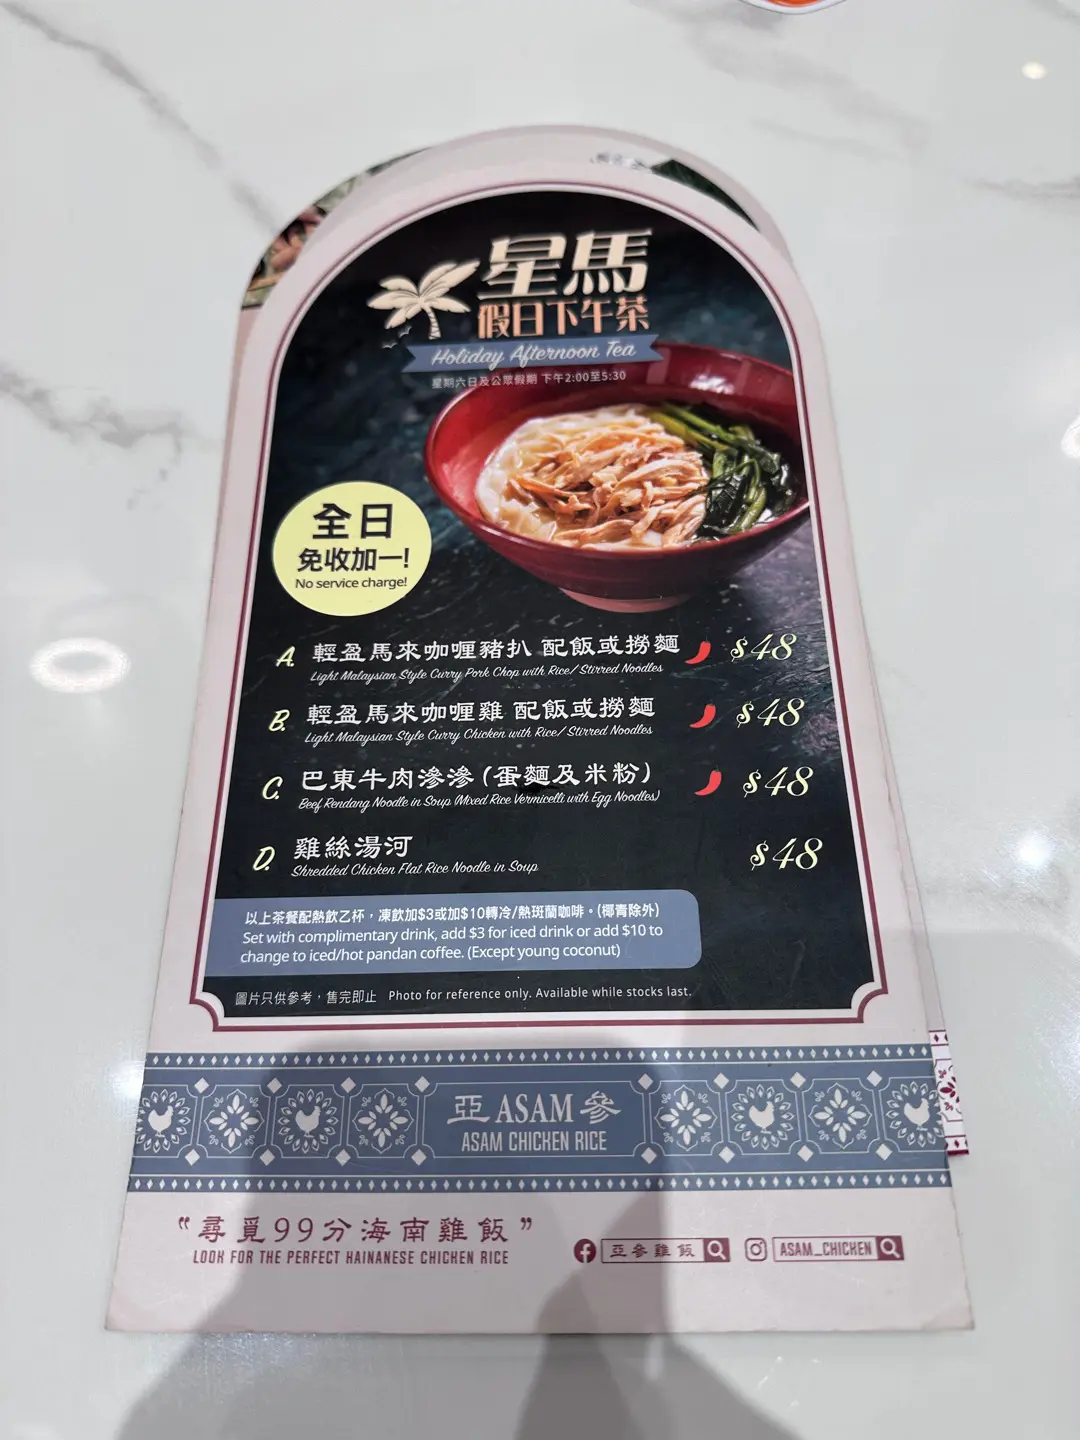 星馬
假日下午茶
Holiday Afternoon Tea
星期六日及公眾假期 下午2:00至5:30
全日
免收加一!
No service charge!
A. 輕盈馬來咖喱豬扒 配飯或撈麵 $48
Light Malaysian Style Curry Pork Chop with Rice/ Stirred Noodles
B. 輕盈馬來咖喱雞 配飯或撈麵 $48
Light Malaysian Style Curry Chicken with Rice/ Stirred Noodles
C. 巴東牛肉滲滲 (蛋麵及米粉) $48
Beef Rendang Noodle in Soup (Mixed Rice Vermicelli with Egg Noodles)
D. 雞絲湯河 $48
Shredded Chicken Flat Rice Noodle in Soup
以上茶餐配熱飲乙杯，凍飲加$3或加$10轉冷/熱斑蘭咖啡。(椰青除外)
Set with complimentary drink, add $3 for iced drink or add $10 to
change to iced/hot pandan coffee. (Except young coconut)
圖片只供參考，售完即止 Photo for reference only. Available while stocks last.
亞 ASAM 參
ASAM CHICKEN RICE
“尋覓99分海南雞飯”
LOOK FOR THE PERFECT HAINANESE CHICKEN RICE
亞參雞飯
ASAM_CHICKEN